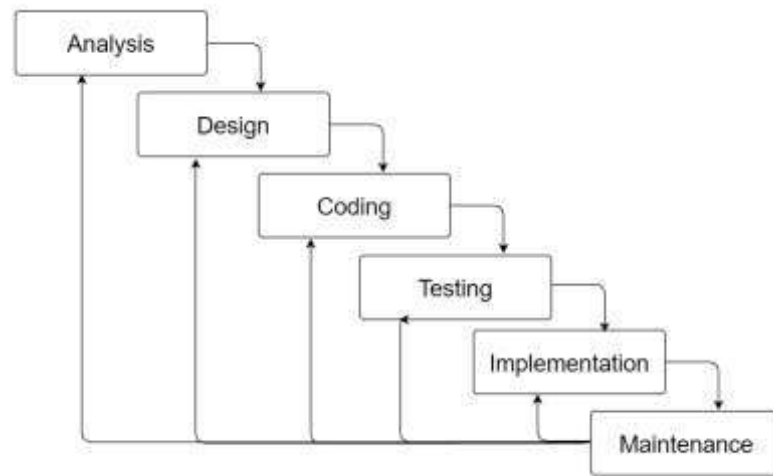 Analysis
Design
Coding
Testing
Implementation
Maintenance